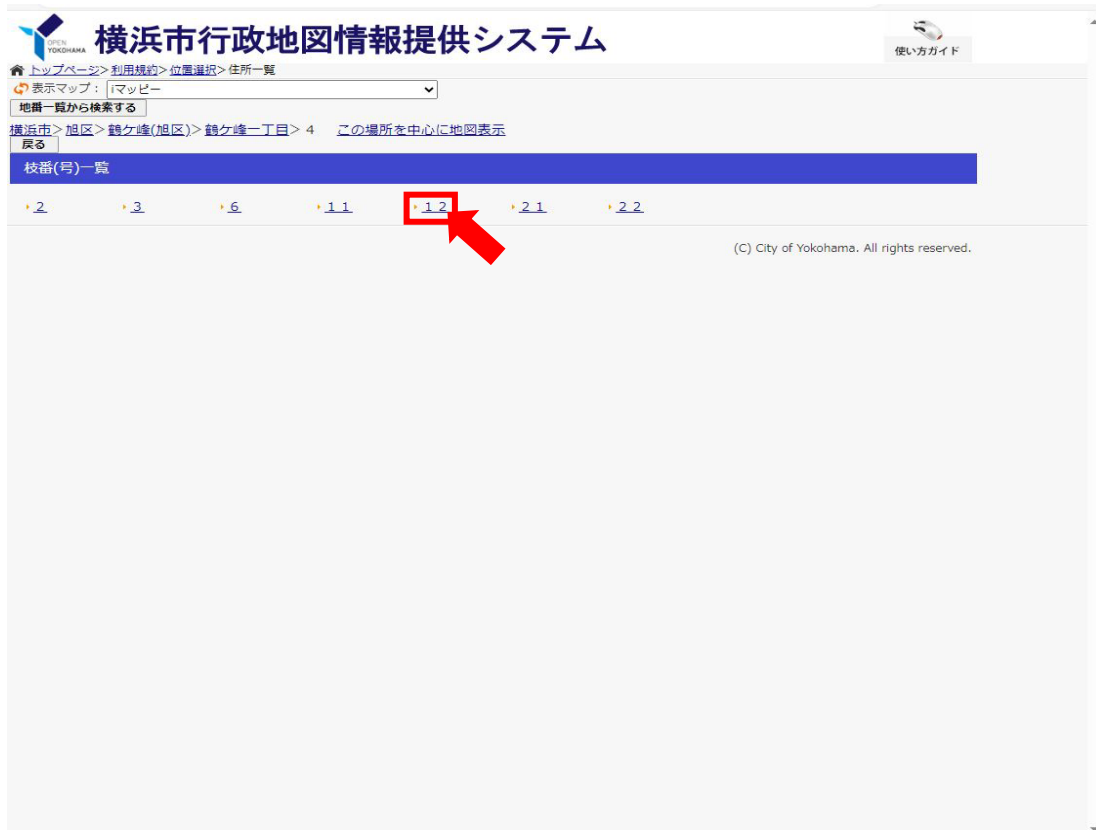 OPEN
YOKOHAMA
横浜市行政地図情報提供システム
使い方ガイド
トップページ>利用規約>位置選択>住所一覧
表示マップ： iマッピー
地番一覧から検索する
横浜市>旭区>鶴ケ峰(旭区)>鶴ケ峰一丁目>４ この場所を中心に地図表示
戻る
枝番(号)一覧
２ ３ ６ １１ １２ ２１ ２２
(C) City of Yokohama. All rights reserved.